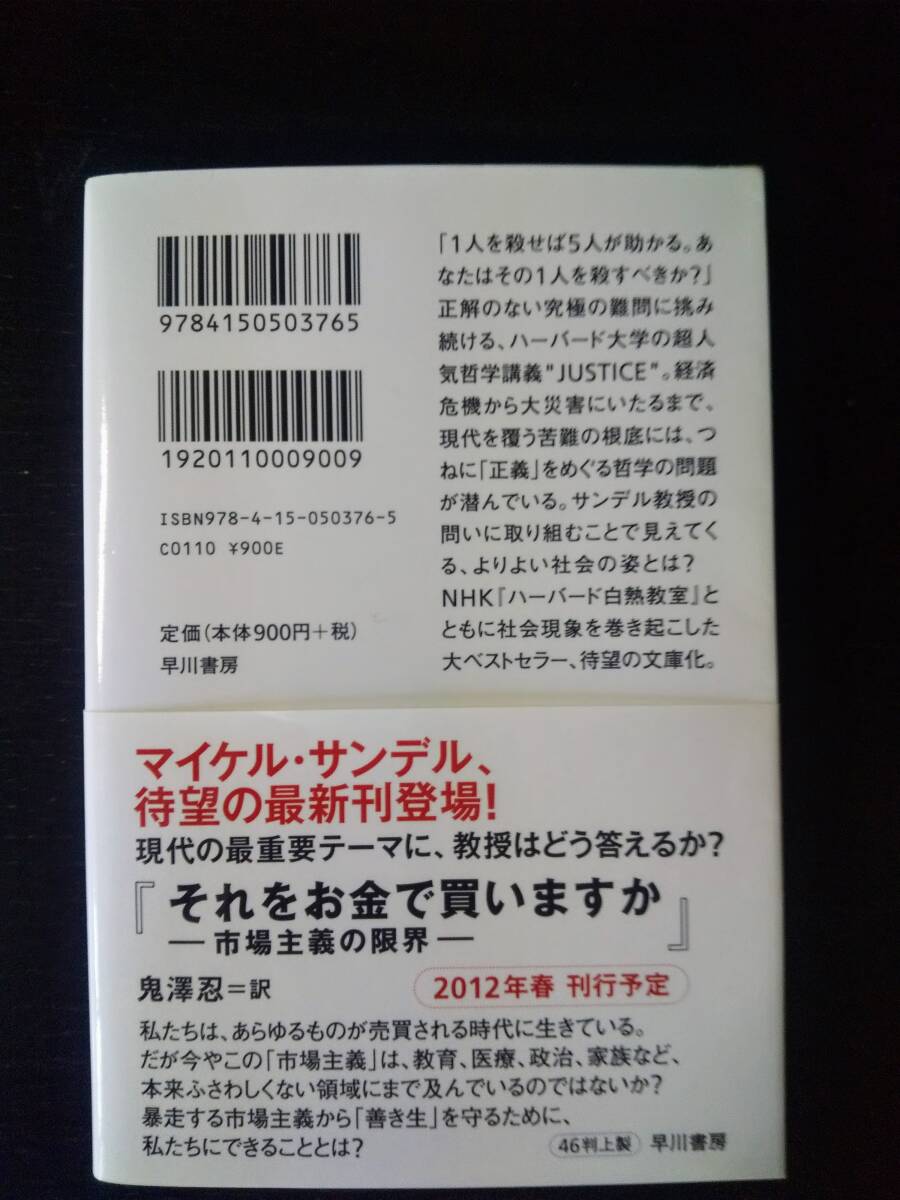 9784150503765
1920110009009
ISBN978-4-15-050376-5
C0110 ¥900E
定価(本体900円+税)
早川書房
「1人を殺せば5人が助かる。あ
なたはその1人を殺すべきか?」
正解のない究極の難問に挑み
続ける、ハーバード大学の超人
気哲学講義"JUSTICE"。経済
危機から大災害にいたるまで、
現代を覆う苦難の根底には、つ
ねに「正義」をめぐる哲学の問題
が潜んでいる。サンデル教授の
問いに取り組むことで見えてく
る、よりよい社会の姿とは?
NHK『ハーバード白熱教室』と
ともに社会現象を巻き起こした
大ベストセラー、待望の文庫化。
マイケル・サンデル、
待望の最新刊登場!
現代の最重要テーマに、教授はどう答えるか?
『それをお金で買いますか
―市場主義の限界―』
鬼澤忍=訳
2012年春 刊行予定
私たちは、あらゆるものが売買される時代に生きている。
だが今やこの「市場主義」は、教育、医療、政治、家族など、
本来ふさわしくない領域にまで及んでいるのではないか?
暴走する市場主義から「善き生」を守るために、
私たちにできることとは?
46判上製 早川書房